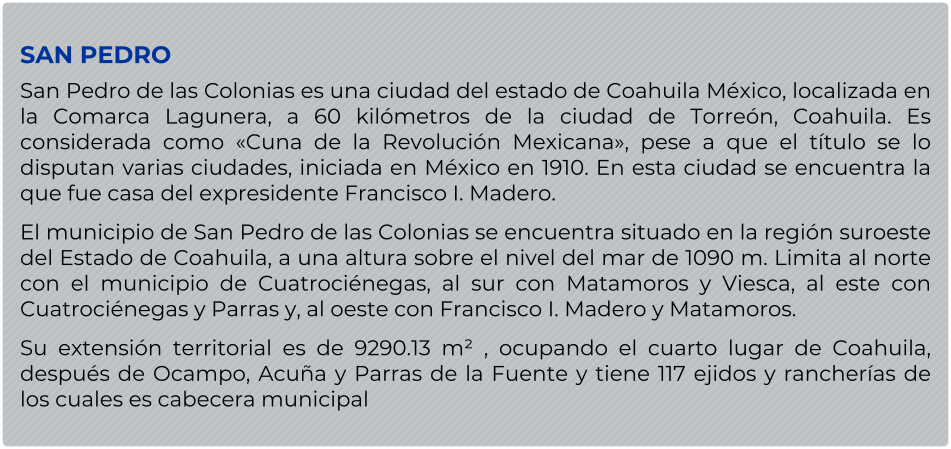 SAN PEDRO
San Pedro de las Colonias es una ciudad del estado de Coahuila México, localizada en
la Comarca Lagunera, a 60 kilómetros de la ciudad de Torreón, Coahuila. Es
considerada como «Cuna de la Revolución Mexicana», pese a que el título se lo
disputan varias ciudades, iniciada en México en 1910. En esta ciudad se encuentra la
que fue casa del expresidente Francisco I. Madero.
El municipio de San Pedro de las Colonias se encuentra situado en la región suroeste
del Estado de Coahuila, a una altura sobre el nivel del mar de 1090 m. Limita al norte
con el municipio de Cuatrociénegas, al sur con Matamoros y Viesca, al este con
Cuatrociénegas y Parras y, al oeste con Francisco I. Madero y Matamoros.
Su extensión territorial es de 9290.13 m² , ocupando el cuarto lugar de Coahuila,
después de Ocampo, Acuña y Parras de la Fuente y tiene 117 ejidos y rancherías de
los cuales es cabecera municipal